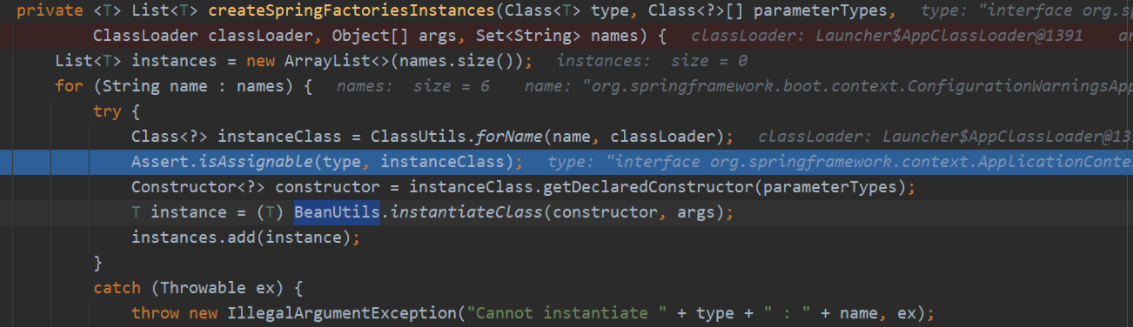 private <T> List<T> createSpringFactoriesInstances(Class<T> type, Class<?>[] parameterTypes,   type: "interface org.sp
        ClassLoader classLoader, Object[] args, Set<String> names) {   classLoader: Launcher$AppClassLoader@1391    ar
    List<T> instances = new ArrayList<>(names.size());   instances:  size = 0
    for (String name : names) {   names:  size = 6   name: "org.springframework.boot.context.ConfigurationWarningsApp
        try {
            Class<?> instanceClass = ClassUtils.forName(name, classLoader);   classLoader: Launcher$AppClassLoader@139
            Assert.isAssignable(type, instanceClass);   type: "interface org.springframework.context.ApplicationConte
            Constructor<?> constructor = instanceClass.getDeclaredConstructor(parameterTypes);
            T instance = (T) BeanUtils.instantiateClass(constructor, args);
            instances.add(instance);
        }
        catch (Throwable ex) {
            throw new IllegalArgumentException("Cannot instantiate " + type + " : " + name, ex);